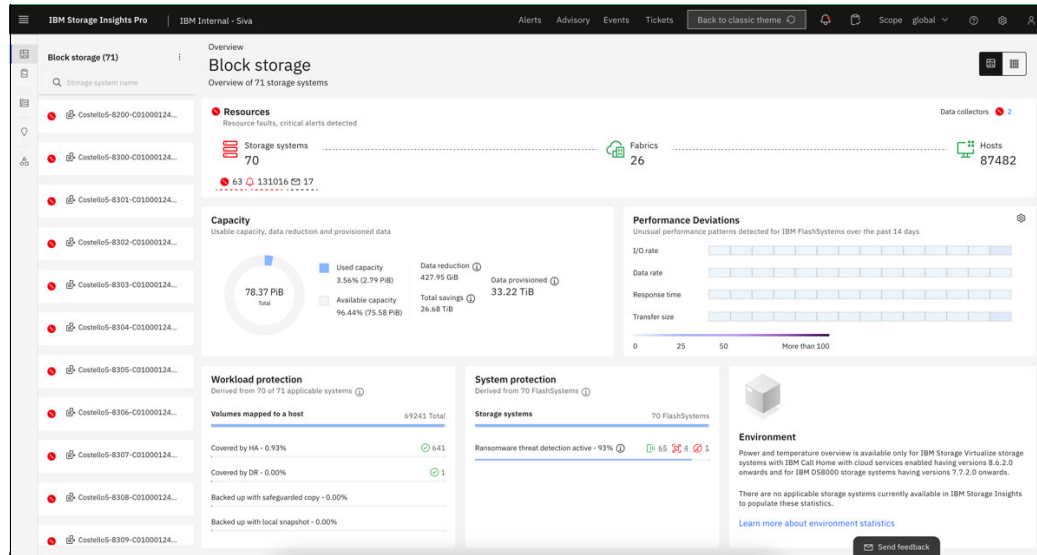 IBM Storage Insights Pro | IBM Internal - Siva Alerts Advisory Events Tickets Back to classic theme Scope global
Block storage (71)
Storage system name
Costello5-8200-C01000124...
Costello5-8300-C01000124...
Costello5-8301-C01000124...
Costello5-8302-C01000124...
Costello5-8303-C01000124...
Costello5-8304-C01000124...
Costello5-8305-C01000124...
Costello5-8306-C01000124...
Costello5-8307-C01000124...
Costello5-8308-C01000124...
Costello5-8309-C01000124...
Overview
Block storage
Overview of 71 storage systems
Resources
Resource faults, critical alerts detected
Data collectors 2
Storage systems
70
63 131016 17
Fabrics
26
Hosts
87482
Capacity
Usable capacity, data reduction and provisioned data
78.37 PiB
Total
Used capacity
3.56% (2.79 PiB)
Available capacity
96.44% (75.58 PiB)
Data reduction
427.95 GiB
Total savings
26.68 TiB
Data provisioned
33.22 TiB
Performance Deviations
Unusual performance patterns detected for IBM FlashSystems over the past 14 days
I/O rate
Data rate
Response time
Transfer size
0 25 50 More than 100
Workload protection
Derived from 70 of 71 applicable systems
Volumes mapped to a host 69241 Total
Covered by HA - 0.93% 641
Covered by DR - 0.00% 1
Backed up with safeguarded copy - 0.00%
Backed up with local snapshot - 0.00%
System protection
Derived from 70 FlashSystems
Storage systems 70 FlashSystems
Ransomware threat detection active - 93% 65 4 1
Environment
Power and temperature overview is available only for IBM Storage Virtualize storage
systems with IBM Call Home with cloud services enabled having versions 8.6.2.0
onwards and for IBM DS8000 storage systems having versions 7.7.2.0 onwards.
There are no applicable storage systems currently available in IBM Storage Insights
to populate these statistics.
Learn more about environment statistics
Send feedback